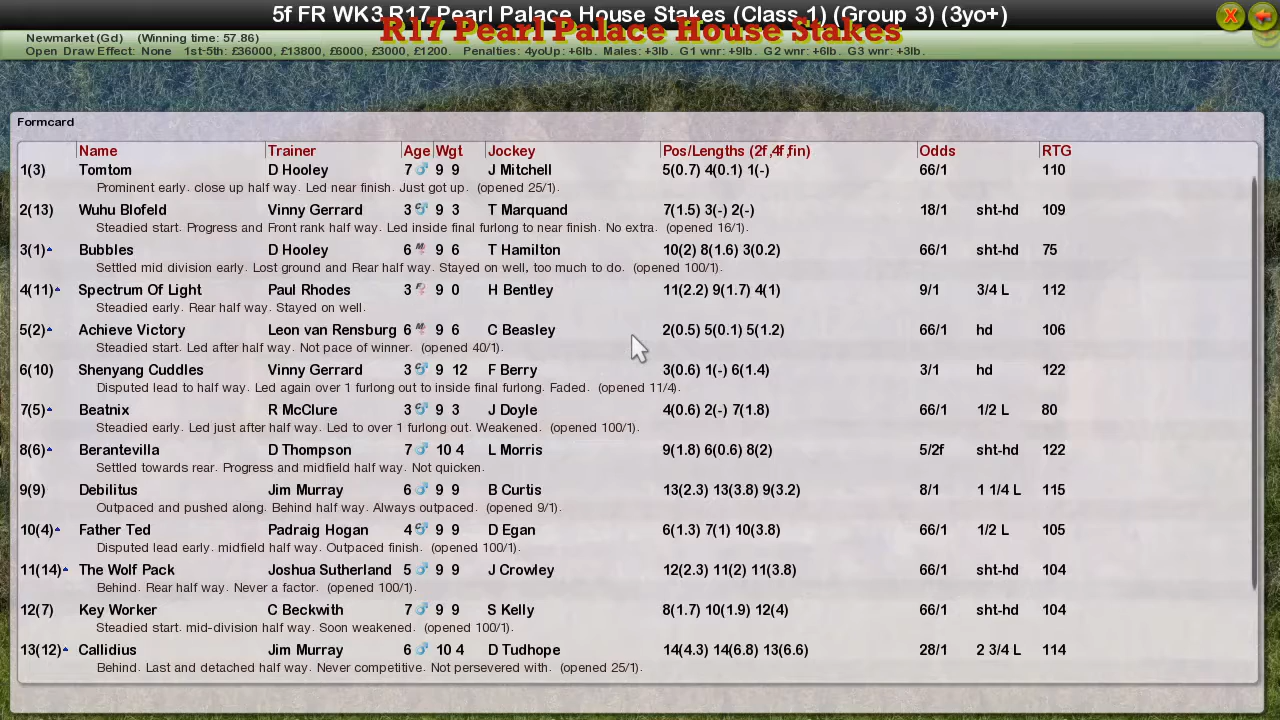 5f FR WK3 R17 Pearl Palace House Stakes (Class 1) (Group 3) (3yo+)
R17 Pearl Palace House Stakes
Newmarket (Gd) (Winning time: 57.86)
Open Draw Effect: None 1st-5th: £36000, £13800, £6000, £3000, £1200. Penalties: 4yoUp: +6lb. Males: +3lb. G1 wnr: +9lb. G2 wnr: +6lb. G3 wnr: +3lb.
Formcard
Name Trainer Age Wgt Jockey Pos/Lengths (2f,4f,fin) Odds RTG
1(3) Tomtom D Hooley 7 9 9 J Mitchell 5(0.7) 4(0.1) 1(-) 66/1 110
Prominent early. close up half way. Led near finish. Just got up. (opened 25/1).
2(13) Wuhu Blofeld Vinny Gerrard 3 9 3 T Marquand 7(1.5) 3(-) 2(-) 18/1 sht-hd 109
Steadied start. Progress and Front rank half way. Led inside final furlong to near finish. No extra. (opened 16/1).
3(1) Bubbles D Hooley 6 9 6 T Hamilton 10(2) 8(1.6) 3(0.2) 66/1 sht-hd 75
Settled mid division early. Lost ground and Rear half way. Stayed on well, too much to do. (opened 100/1).
4(11) Spectrum Of Light Paul Rhodes 3 9 0 H Bentley 11(2.2) 9(1.7) 4(1) 9/1 3/4 L 112
Steadied early. Rear half way. Stayed on well.
5(2) Achieve Victory Leon van Rensburg 6 9 6 C Beasley 2(0.5) 5(0.1) 5(1.2) 66/1 hd 106
Steadied start. Led after half way. Not pace of winner. (opened 40/1).
6(10) Shenyang Cuddles Vinny Gerrard 3 9 12 F Berry 3(0.6) 1(-) 6(1.4) 3/1 hd 122
Disputed lead to half way. Led again over 1 furlong out to inside final furlong. Faded. (opened 11/4).
7(5) Beatnix R McClure 3 9 3 J Doyle 4(0.6) 2(-) 7(1.8) 66/1 1/2 L 80
Steadied early. Led just after half way. Led to over 1 furlong out. Weakened. (opened 100/1).
8(6) Berantevilla D Thompson 7 10 4 L Morris 9(1.8) 6(0.6) 8(2) 5/2f sht-hd 122
Settled towards rear. Progress and midfield half way. Not quicken.
9(9) Debilitus Jim Murray 6 9 9 B Curtis 13(2.3) 13(3.8) 9(3.2) 8/1 1 1/4 L 115
Outpaced and pushed along. Behind half way. Always outpaced. (opened 9/1).
10(4) Father Ted Padraig Hogan 4 9 9 D Egan 6(1.3) 7(1) 10(3.8) 66/1 1/2 L 105
Disputed lead early. midfield half way. Outpaced finish. (opened 100/1).
11(14) The Wolf Pack Joshua Sutherland 5 9 9 J Crowley 12(2.3) 11(2) 11(3.8) 66/1 sht-hd 104
Behind. Rear half way. Never a factor. (opened 100/1).
12(7) Key Worker C Beckwith 7 9 9 S Kelly 8(1.7) 10(1.9) 12(4) 66/1 sht-hd 104
Steadied start. mid-division half way. Soon weakened. (opened 100/1).
13(12) Callidius Jim Murray 6 10 4 D Tudhope 14(4.3) 14(6.8) 13(6.6) 28/1 2 3/4 L 114
Behind. Last and detached half way. Never competitive. Not persevered with. (opened 25/1).